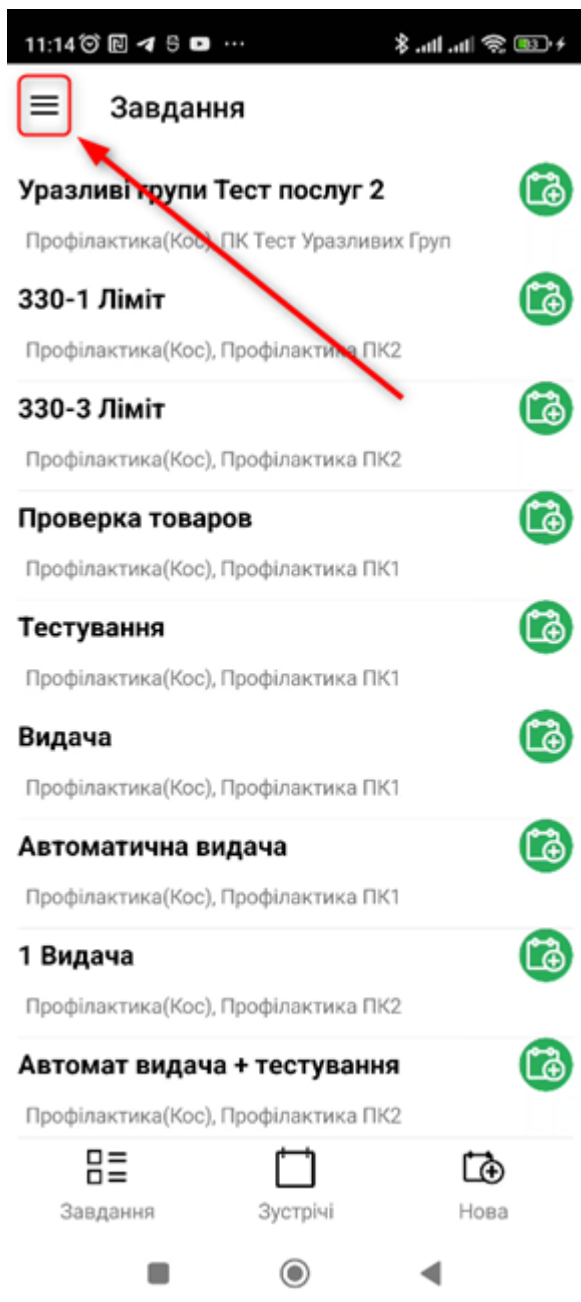 11:14
Завдання
Уразливі групи Тест послуг 2
Профілактика(Кос), ПК Тест Уразливих Груп
330-1 Ліміт
Профілактика(Кос), Профілактика ПК2
330-3 Ліміт
Профілактика(Кос), Профілактика ПК2
Проверка товаров
Профілактика(Кос), Профілактика ПК1
Тестування
Профілактика(Кос), Профілактика ПК1
Видача
Профілактика(Кос), Профілактика ПК1
Автоматична видача
Профілактика(Кос), Профілактика ПК1
1 Видача
Профілактика(Кос), Профілактика ПК2
Автомат видача + тестування
Профілактика(Кос), Профілактика ПК2
Завдання Зустрічі Нова